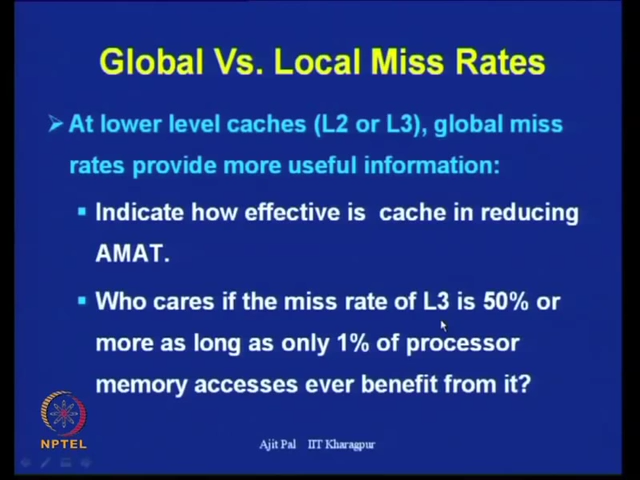 Global Vs. Local Miss Rates
At lower level caches (L2 or L3), global miss
rates provide more useful information:
Indicate how effective is cache in reducing
AMAT.
Who cares if the miss rate of L3 is 50% or
more as long as only 1% of processor
memory accesses ever benefit from it?
NPTEL
Ajit Pal IIT Kharagpur